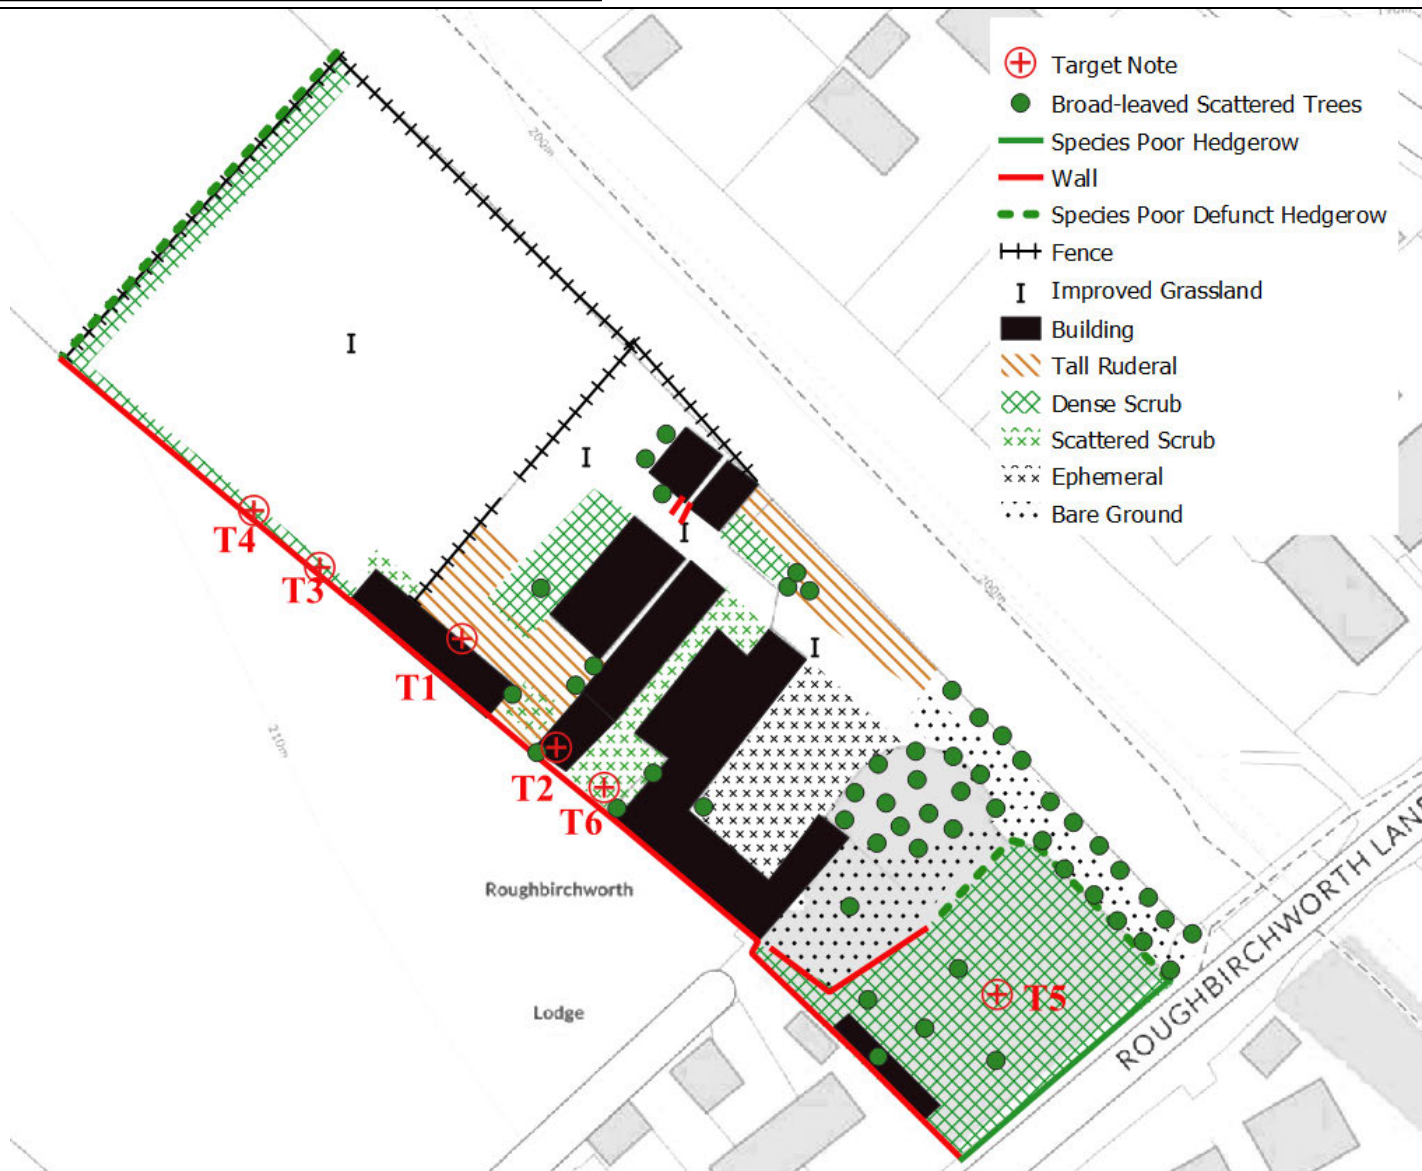 Target Note
Broad-leaved Scattered Trees
Species Poor Hedgerow
Wall
Species Poor Defunct Hedgerow
Fence
I Improved Grassland
Building
Tall Ruderal
Dense Scrub
Scattered Scrub
Ephemeral
Bare Ground
200m
I
I
I
T4
T3
200m
T1
I
210m
T2
T6
Roughbirchworth
T5
Lodge
ROUGHBIRCHWORTH LANE